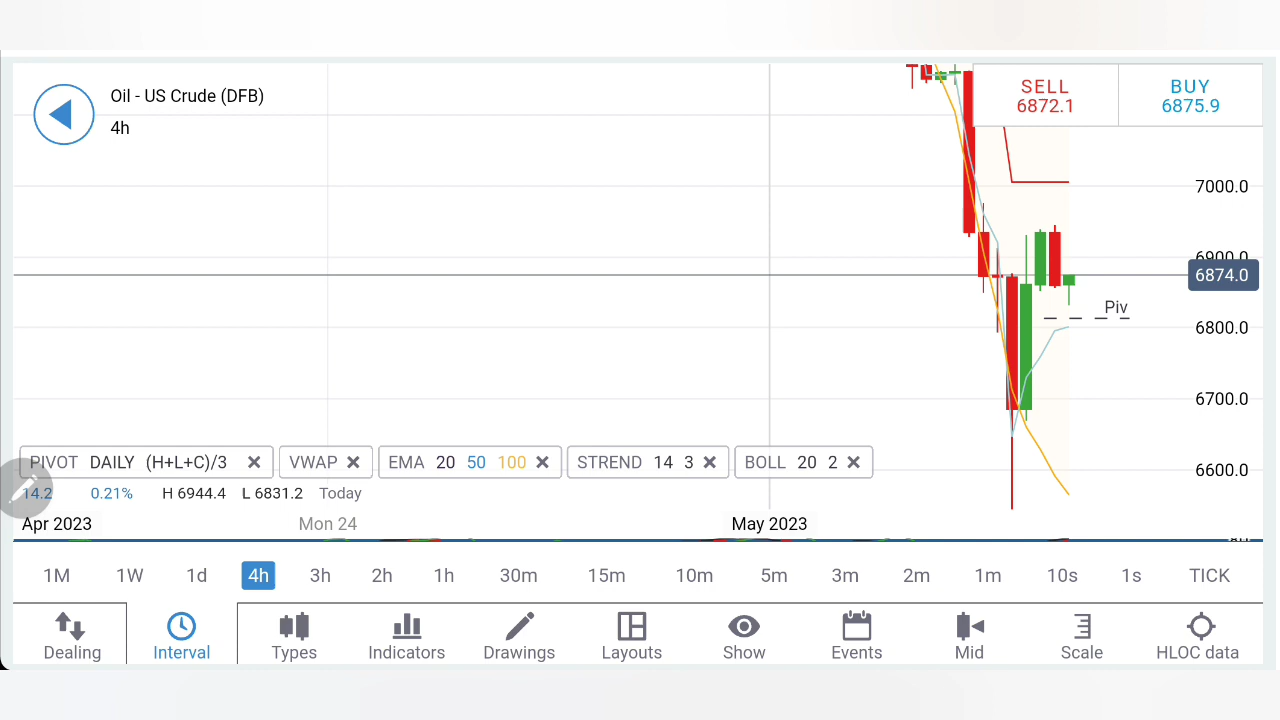 Oil - US Crude (DFB)
4h
SELL
6872.1
BUY
6875.9
7000.0
6900.0
6874.0
Piv
6800.0
6700.0
6600.0
PIVOT DAILY (H+L+C)/3 ✕ VWAP ✕ EMA 20 50 100 ✕ STREND 14 3 ✕ BOLL 20 2 ✕
14.2 0.21% H 6944.4 L 6831.2 Today
Apr 2023 Mon 24 May 2023
1M 1W 1d 4h 3h 2h 1h 30m 15m 10m 5m 3m 2m 1m 10s 1s TICK
Dealing Interval Types Indicators Drawings Layouts Show Events Mid Scale HLOC data